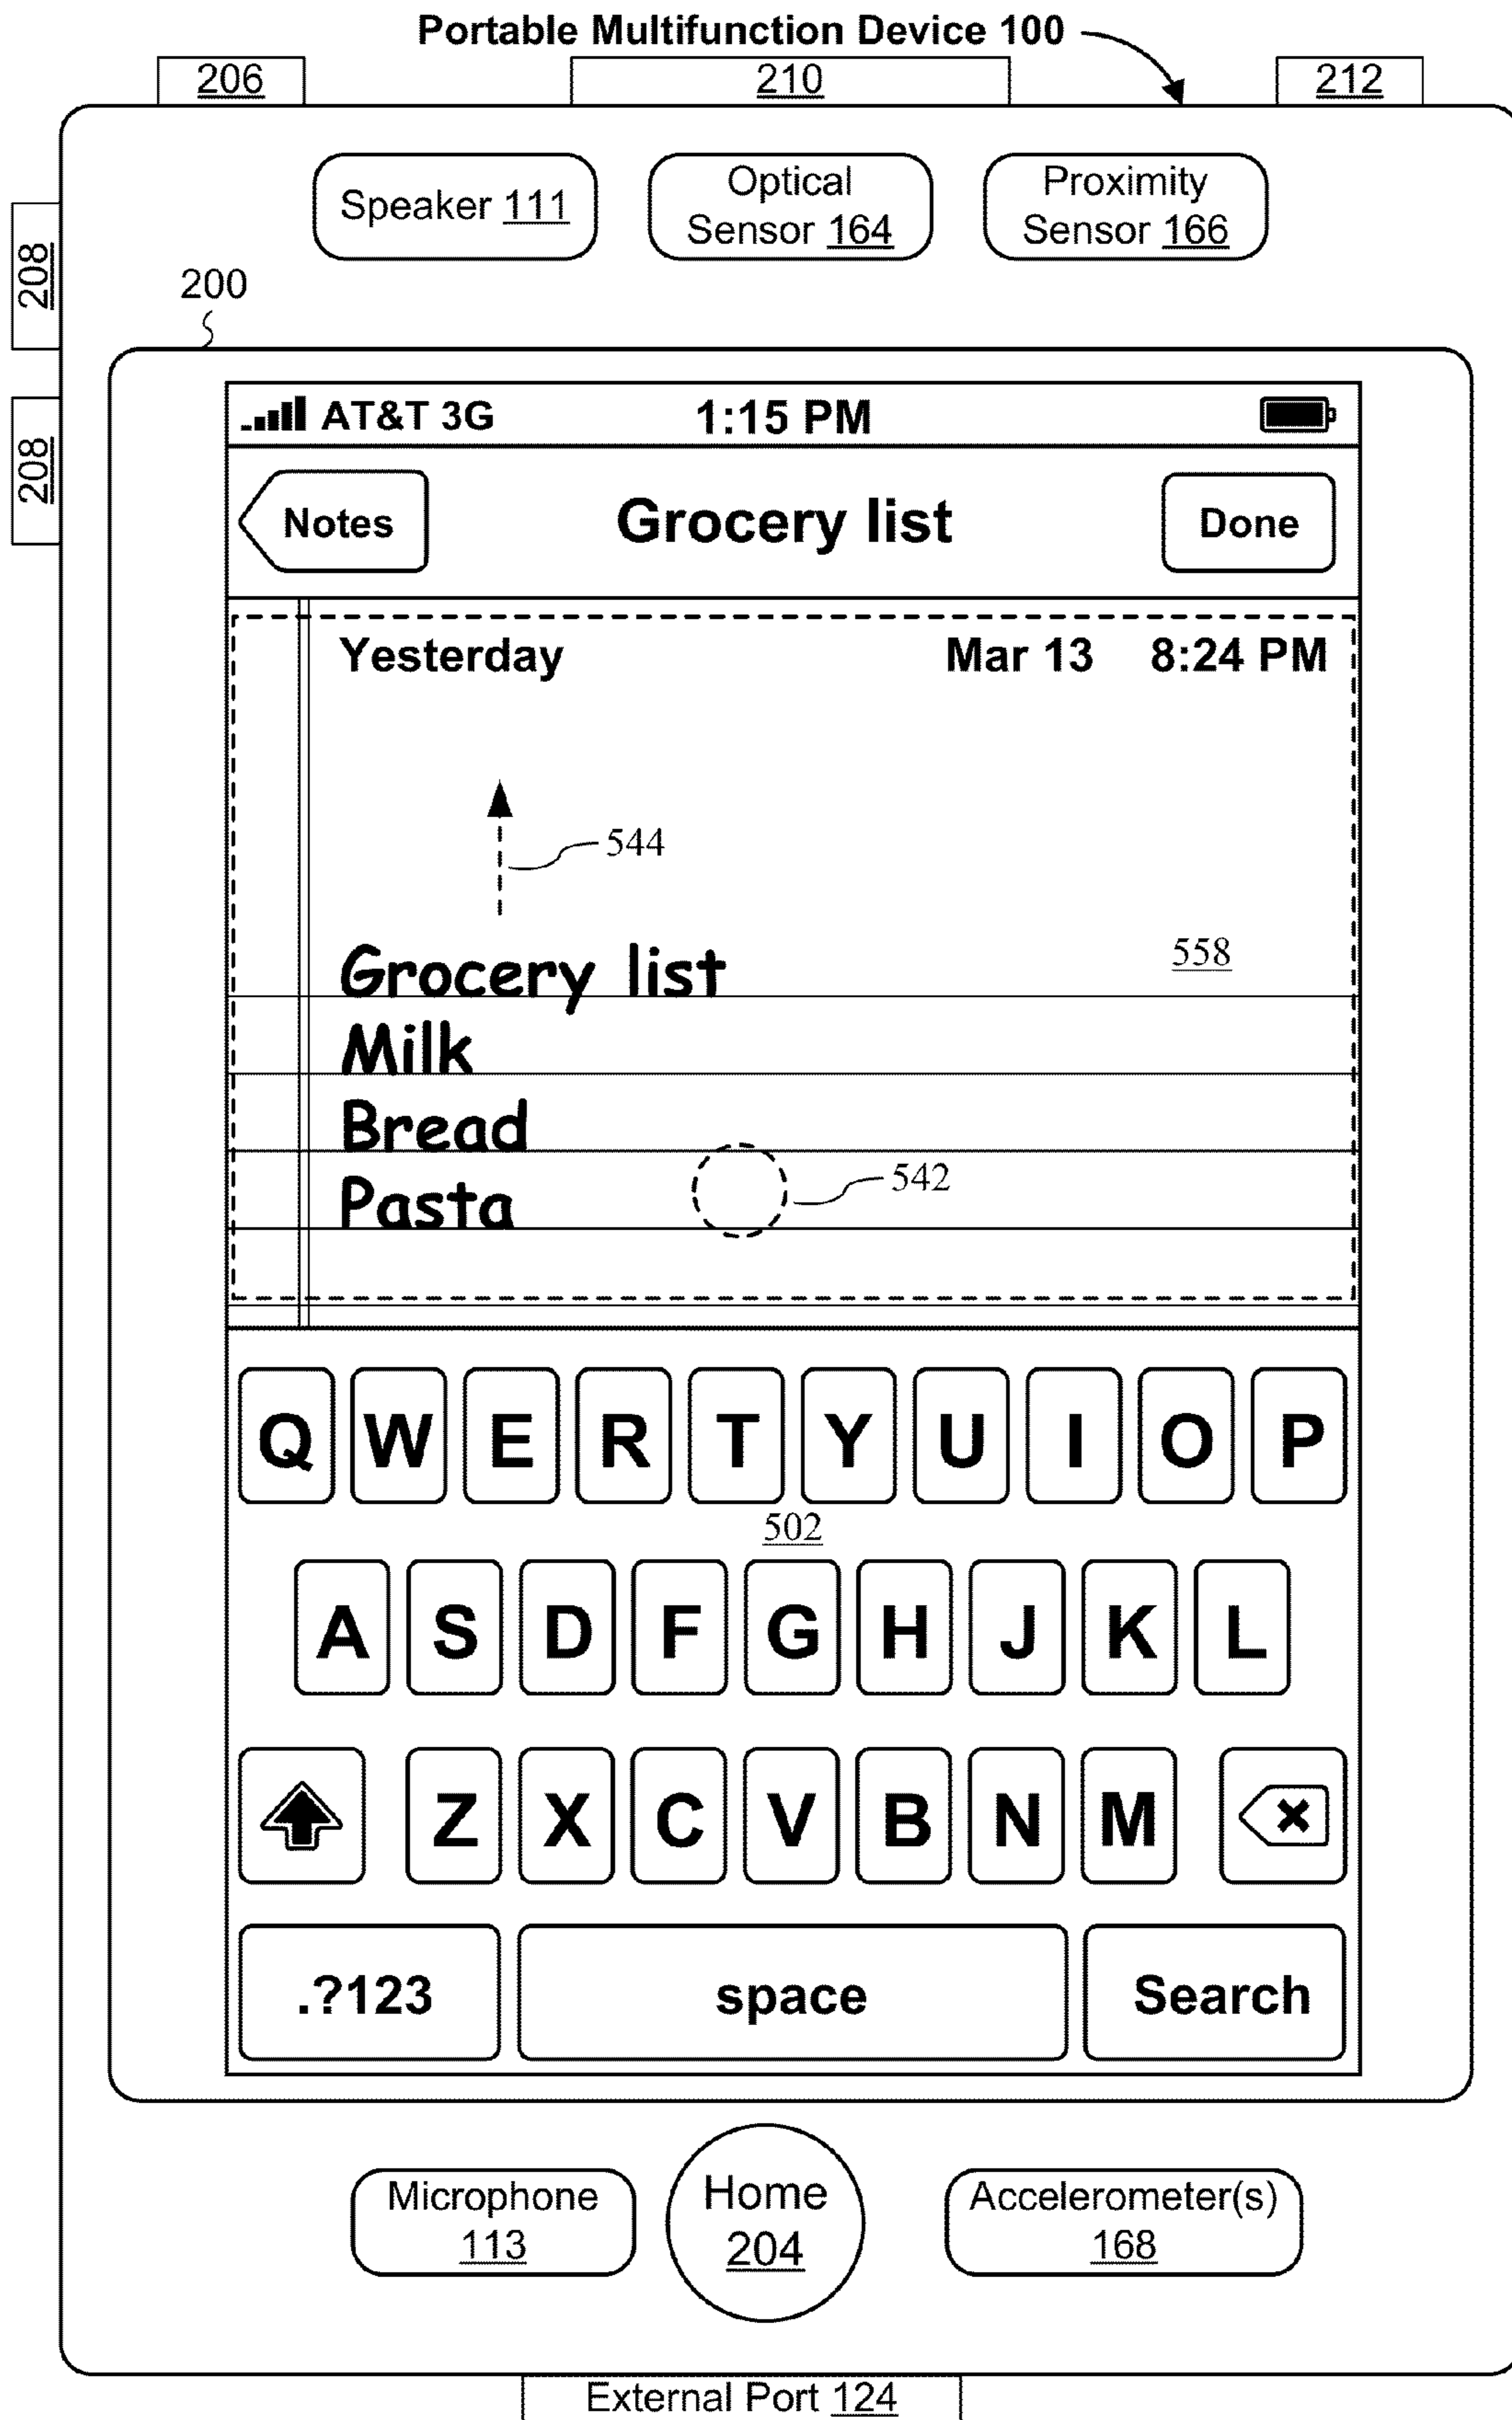 Portable Multifunction Device 100
206 210 212
Speaker 111
Optical Sensor 164
Proximity Sensor 166
208
200
208
AT&T 3G 1:15 PM
Notes Grocery list Done
Yesterday Mar 13 8:24 PM
544
558
Grocery list
Milk
Bread
Pasta
542
Q W E R T Y U I O P
502
A S D F G H J K L
Z X C V B N M
.?123 space Search
Microphone 113
Home 204
Accelerometer(s) 168
External Port 124